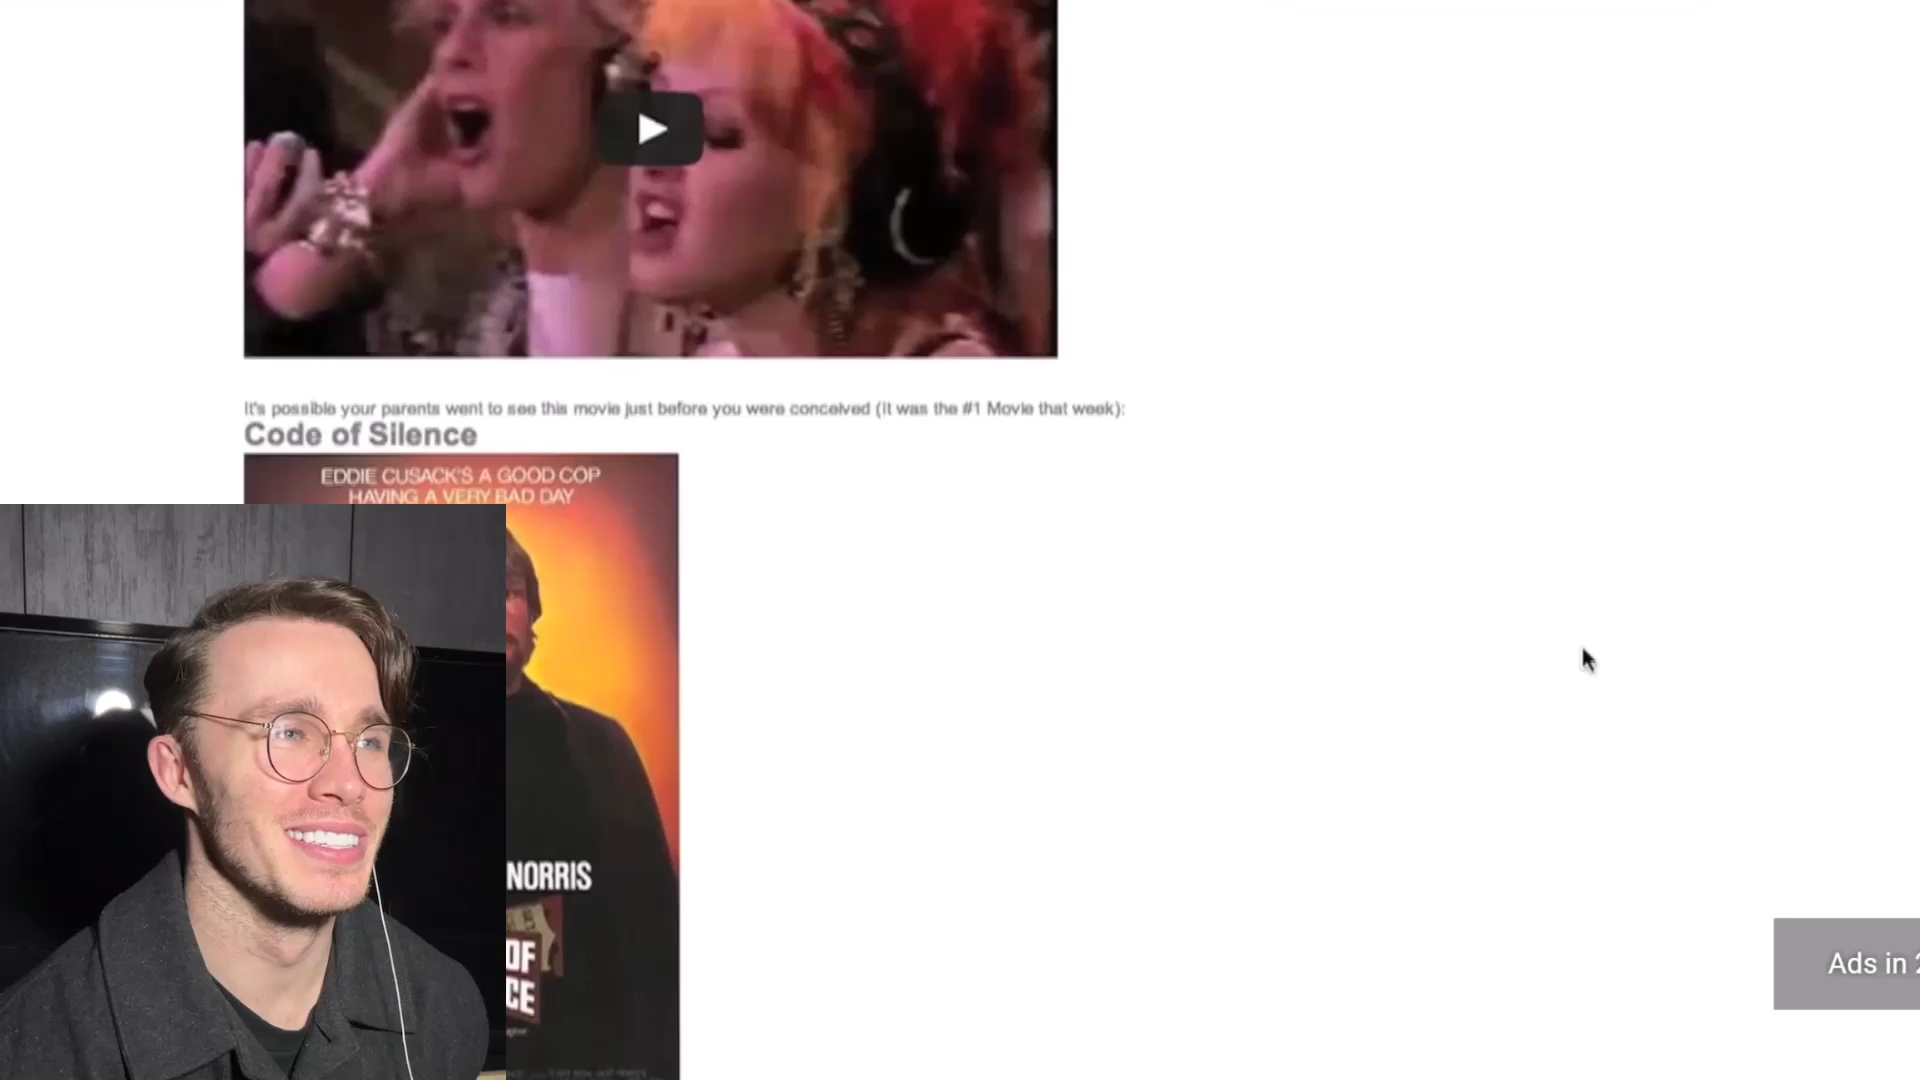 It's possible your parents went to see this movie just before you were conceived (it was the #1 Movie that week):
Code of Silence
EDDIE CUSACK'S A GOOD COP
HAVING A VERY BAD DAY
NORRIS
OF
CE
Ads in 2